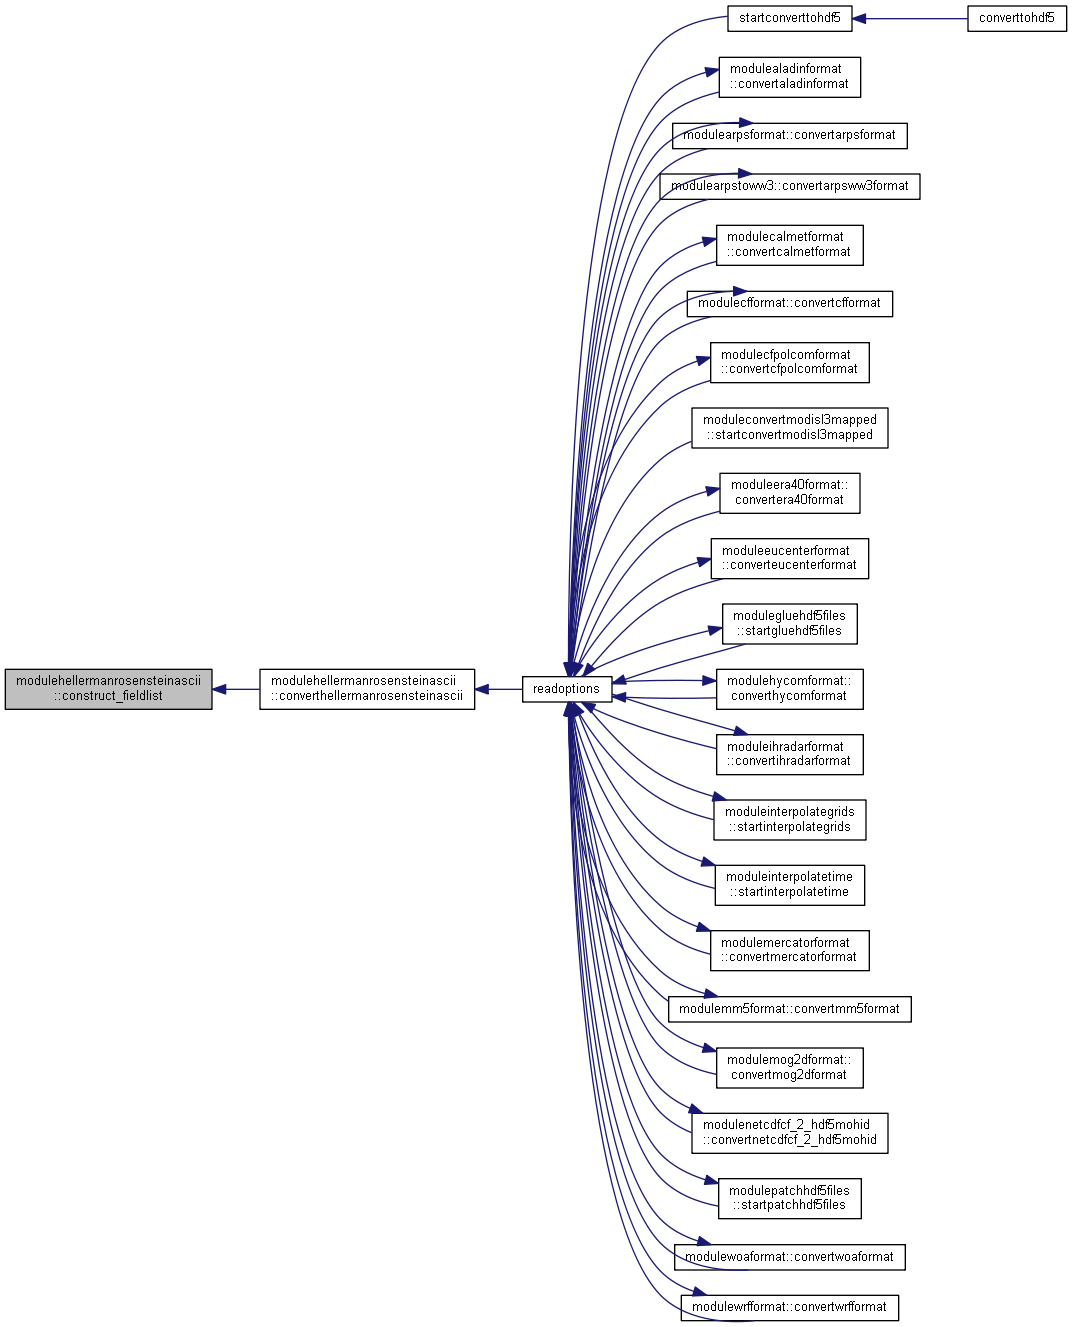 startconverttohdf5
converttohdf5
modulealadinformat
::convertaladinformat
modulearpsformat::convertarpsformat
modulearpstoww3::convertarpsww3format
modulecalmetformat
::convertcalmetformat
modulecfformat::convertcfformat
modulecfpolcomformat
::convertcfpolcomformat
moduleconvertmodisl3mapped
::startconvertmodisl3mapped
moduleera40format::
convertera40format
moduleeucenterformat
::converteucenterformat
modulegluehdf5files
::startgluehdf5files
modulehellermanrosensteinascii
::construct_fieldlist
modulehellermanrosensteinascii
::converthellermanrosensteinascii
readoptions
modulehycomformat::
converthycomformat
moduleihradarformat
::convertihradarformat
moduleinterpolategrids
::startinterpolategrids
moduleinterpolatetime
::startinterpolatetime
modulemercatorformat
::convertmercatorformat
modulemm5format::convertmm5format
modulemog2dformat::
convertmog2dformat
modulenetcdfcf_2_hdf5mohid
::convertnetcdfcf_2_hdf5mohid
modulepatchhdf5files
::startpatchhdf5files
modulewoaformat::convertwoaformat
modulewrfformat::convertwrfformat